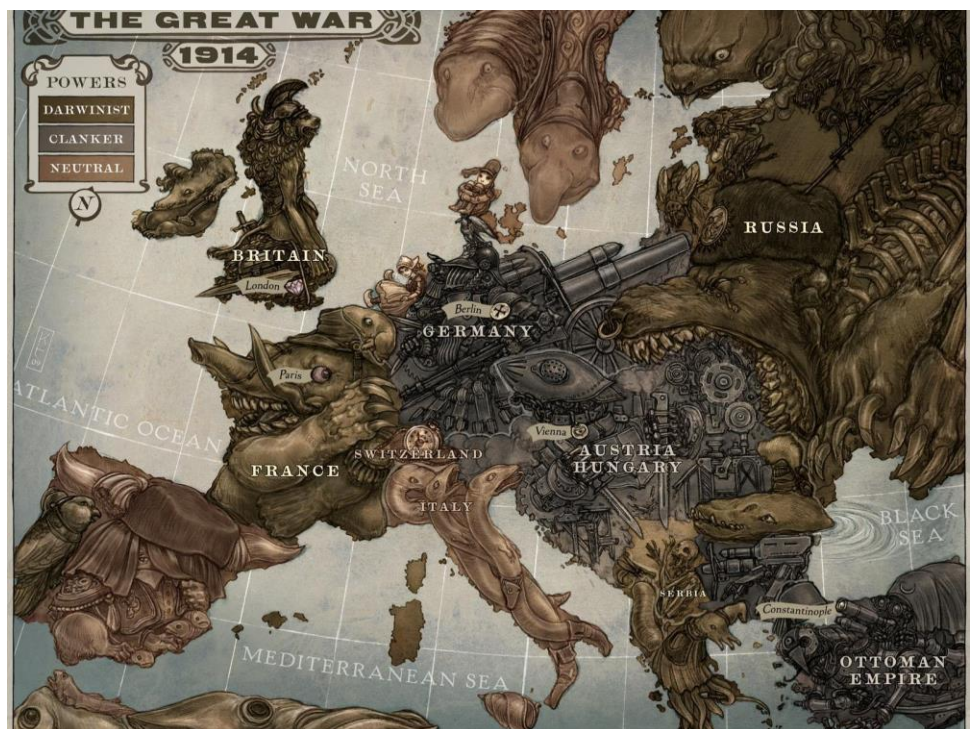 THE GREAT WAR
1914
POWERS
DARWINIST
CLANKER
NEUTRAL
N
NORTH
SEA
RUSSIA
BRITAIN
London
Berlin
GERMANY
Paris
ATLANTIC OCEAN
Vienna
AUSTRIA
HUNGARY
SWITZERLAND
FRANCE
ITALY
BLACK
SEA
SERBIA
Constantinople
MEDITERRANEAN SEA
OTTOMAN
EMPIRE